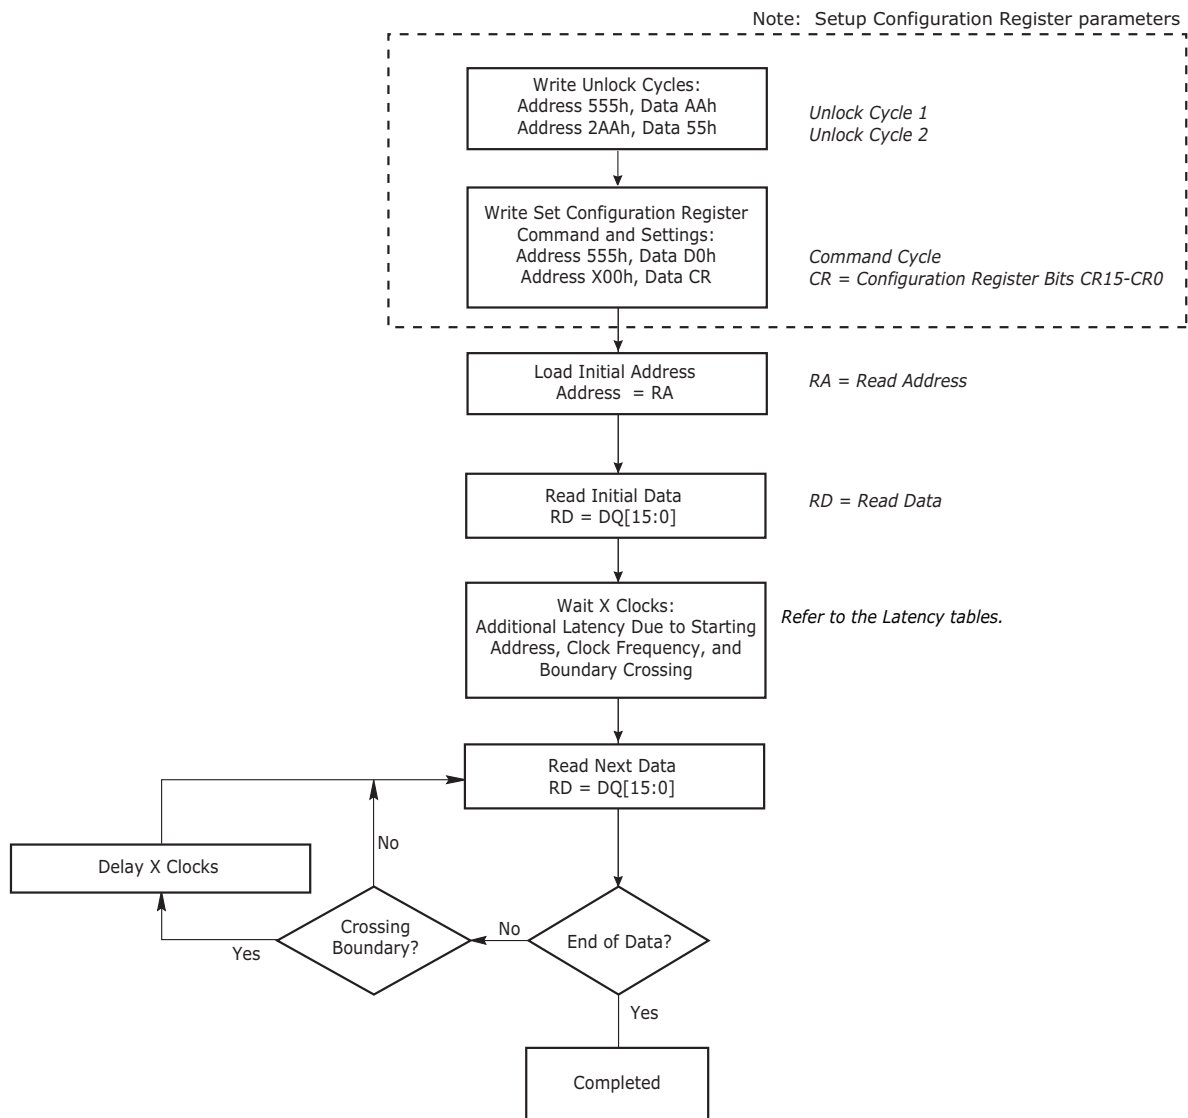 Note: Setup Configuration Register parameters
Write Unlock Cycles:
Address 555h, Data AAh
Address 2AAh, Data 55h
Unlock Cycle 1
Unlock Cycle 2
Write Set Configuration Register
Command and Settings:
Address 555h, Data D0h
Address X00h, Data CR
Command Cycle
CR = Configuration Register Bits CR15-CR0
Load Initial Address
Address = RA
RA = Read Address
Read Initial Data
RD = DQ[15:0]
RD = Read Data
Wait X Clocks:
Additional Latency Due to Starting
Address, Clock Frequency, and
Boundary Crossing
Refer to the Latency tables.
Read Next Data
RD = DQ[15:0]
No
Delay X Clocks
Crossing
Boundary?
No
End of Data?
Yes
Yes
Completed